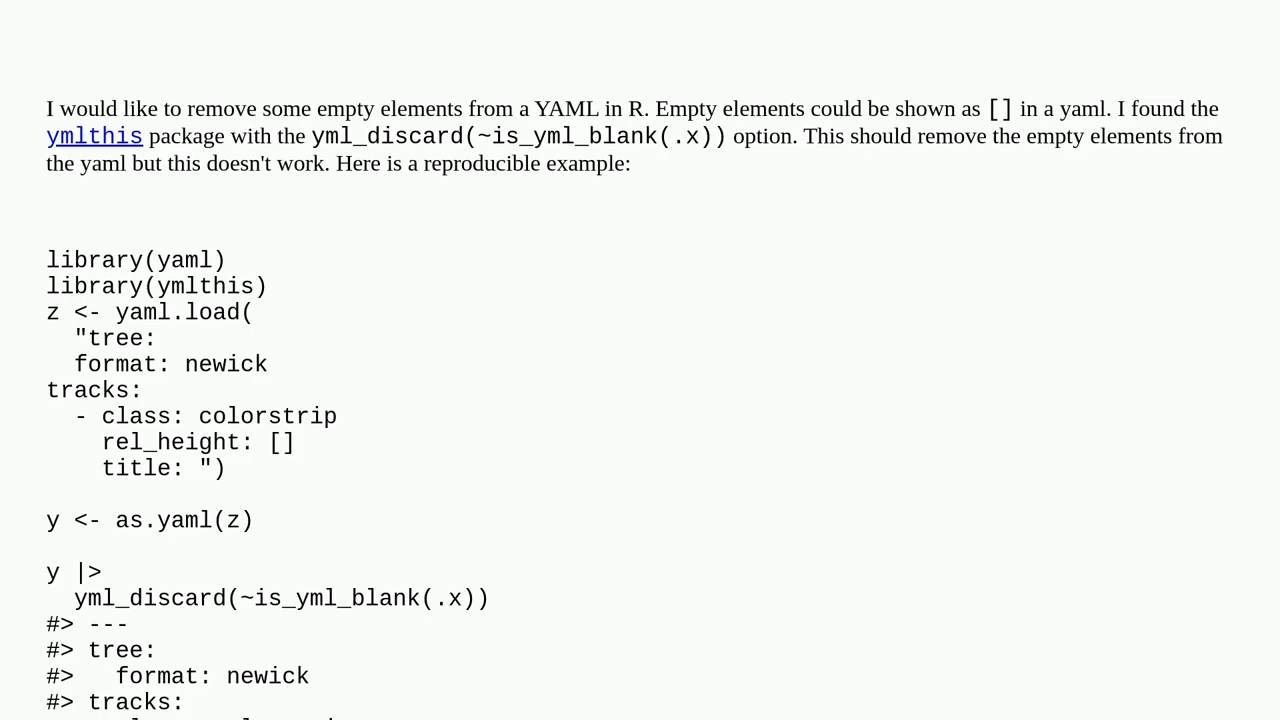 I would like to remove some empty elements from a YAML in R. Empty elements could be shown as [] in a yaml. I found the
ymlthis package with the yml_discard(~is_yml_blank(.x)) option. This should remove the empty elements from
the yaml but this doesn't work. Here is a reproducible example:
library(yaml)
library(ymlthis)
z <- yaml.load(
  "tree:
  format: newick
tracks:
  - class: colorstrip
    rel_height: []
    title: ")
y <- as.yaml(z)
y |>
  yml_discard(~is_yml_blank(.x))
#> ---
#> tree:
#>   format: newick
#> tracks: